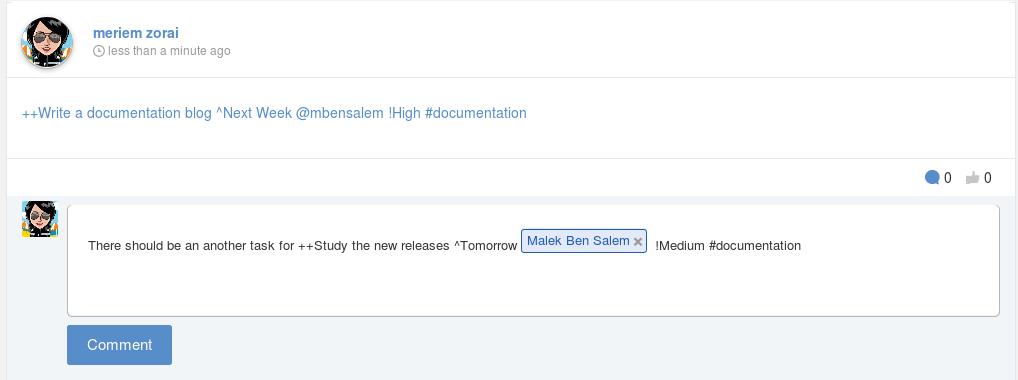 meriem zorai
less than a minute ago
++Write a documentation blog ^Next Week @mbensalem !High #documentation
0 0
There should be an another task for ++Study the new releases ^Tomorrow Malek Ben Salem × !Medium #documentation
Comment